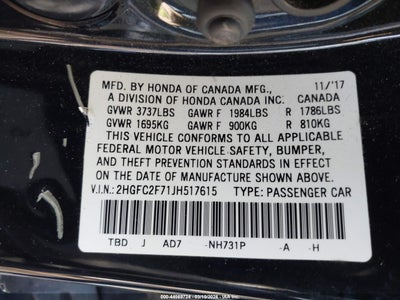 MFD. BY HONDA OF CANADA MFG., 11/'17
A DIVISION OF HONDA CANADA INC. CANADA
GVWR 3737LBS GAWR F 1984LBS R 1786LBS
GVWR 1695KG GAWR F 900KG R 810KG
THIS VEHICLE CONFORMS TO ALL APPLICABLE
FEDERAL MOTOR VEHICLE SAFETY, BUMPER,
AND THEFT PREVENTION STANDARDS IN EFFECT
ON THE DATE OF MANUFACTURE SHOWN ABOVE.
V.I.N.: 2HGFC2F71JH517615 TYPE: PASSENGER CAR
TBD J AD7 -NH731P -A -H